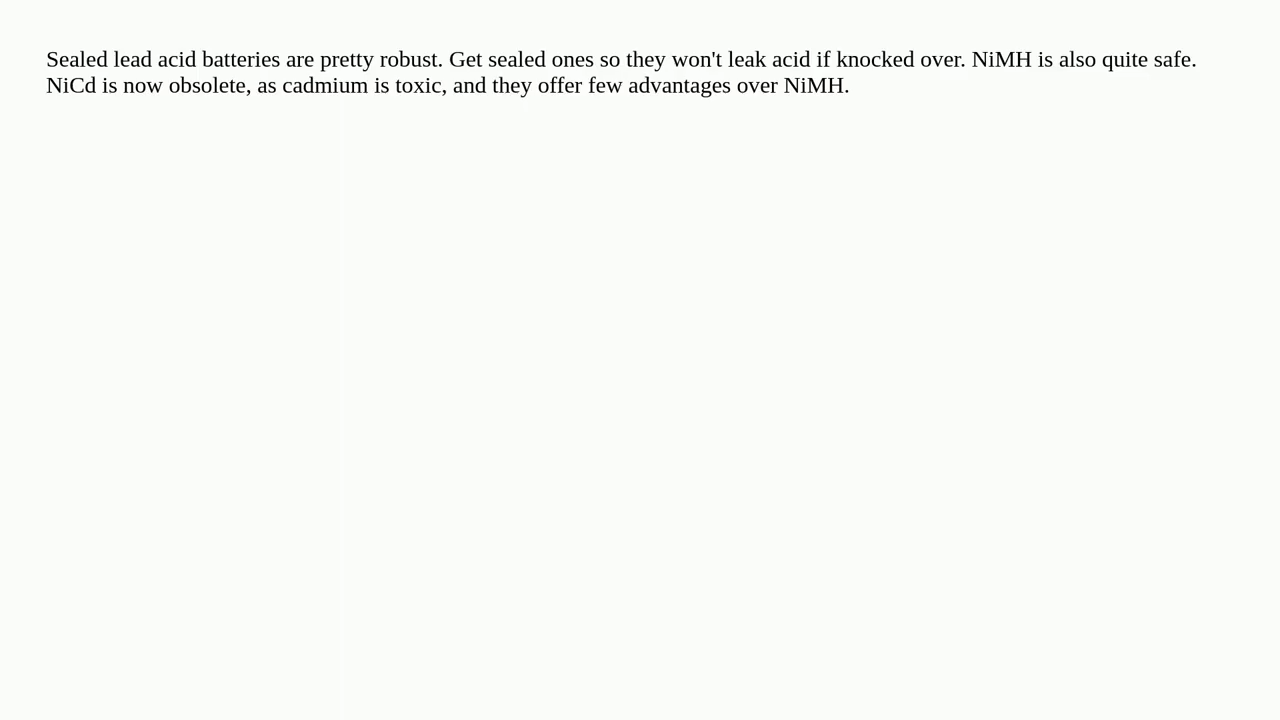 Sealed lead acid batteries are pretty robust. Get sealed ones so they won't leak acid if knocked over. NiMH is also quite safe.
NiCd is now obsolete, as cadmium is toxic, and they offer few advantages over NiMH.